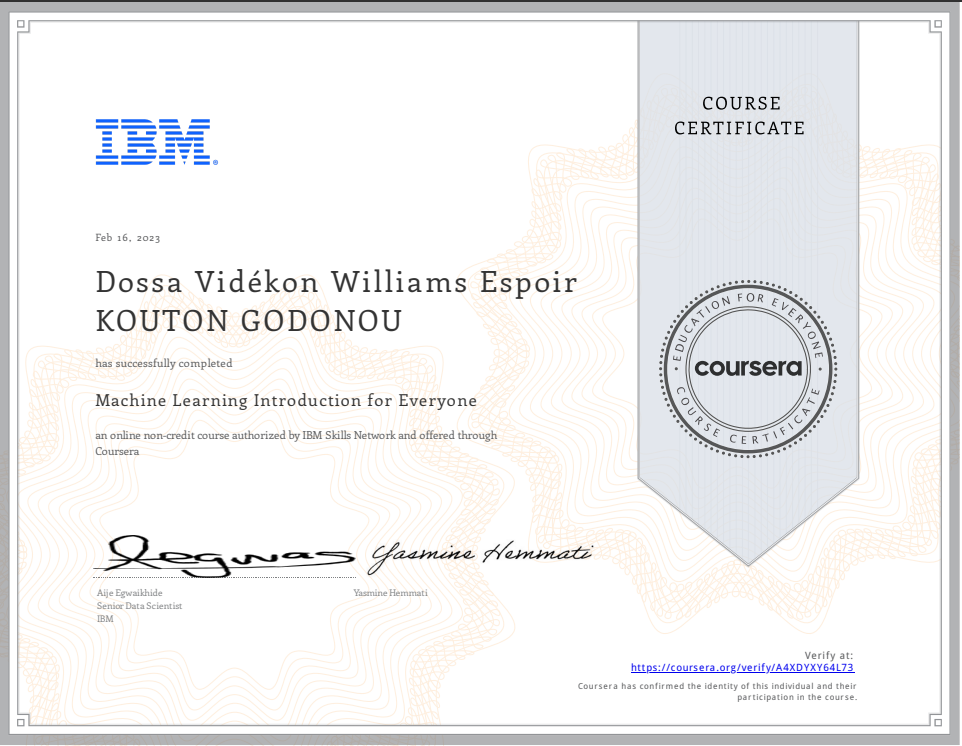 COURSE
CERTIFICATE
IBM®
Feb 16, 2023
Dossa Vidékon Williams Espoir
KOUTON GODONOU
has successfully completed
Machine Learning Introduction for Everyone
an online non-credit course authorized by IBM Skills Network and offered through
Coursera
EDUCATION FOR EVERYONE
coursera
COURSE CERTIFICATE
Yasmine Hemmati
Aije Egwaikhide
Senior Data Scientist
IBM
Yasmine Hemmati
Verify at:
https://coursera.org/verify/A4XDYXY64L73
Coursera has confirmed the identity of this individual and their
participation in the course.